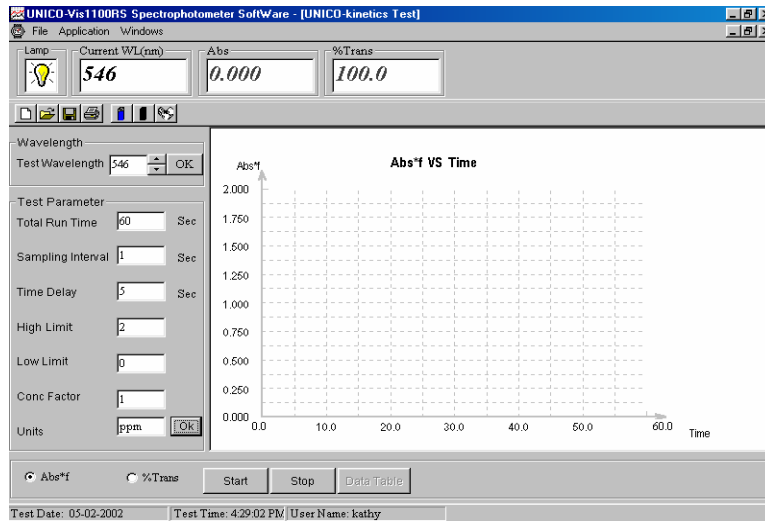 UNICO-Vis1100RS Spectrophotometer SoftWare - [UNICO-kinetics Test]
File Application Windows
Lamp Current WL(nm) Abs %Trans
546 0.000 100.0
Wavelength
Test Wavelength 546 OK
Test Parameter
Total Run Time 60 Sec
Sampling Interval 1 Sec
Time Delay 5 Sec
High Limit 2
Low Limit 0
Conc Factor 1
Units ppm Ok
Abs*f VS Time
Abs*f
2.000
1.750
1.500
1.250
1.000
0.750
0.500
0.250
0.000
0.0 10.0 20.0 30.0 40.0 50.0 60.0
Time
Abs*f %Trans Start Stop Data Table
Test Date: 05-02-2002 Test Time: 4:29:02 PM User Name: kathy